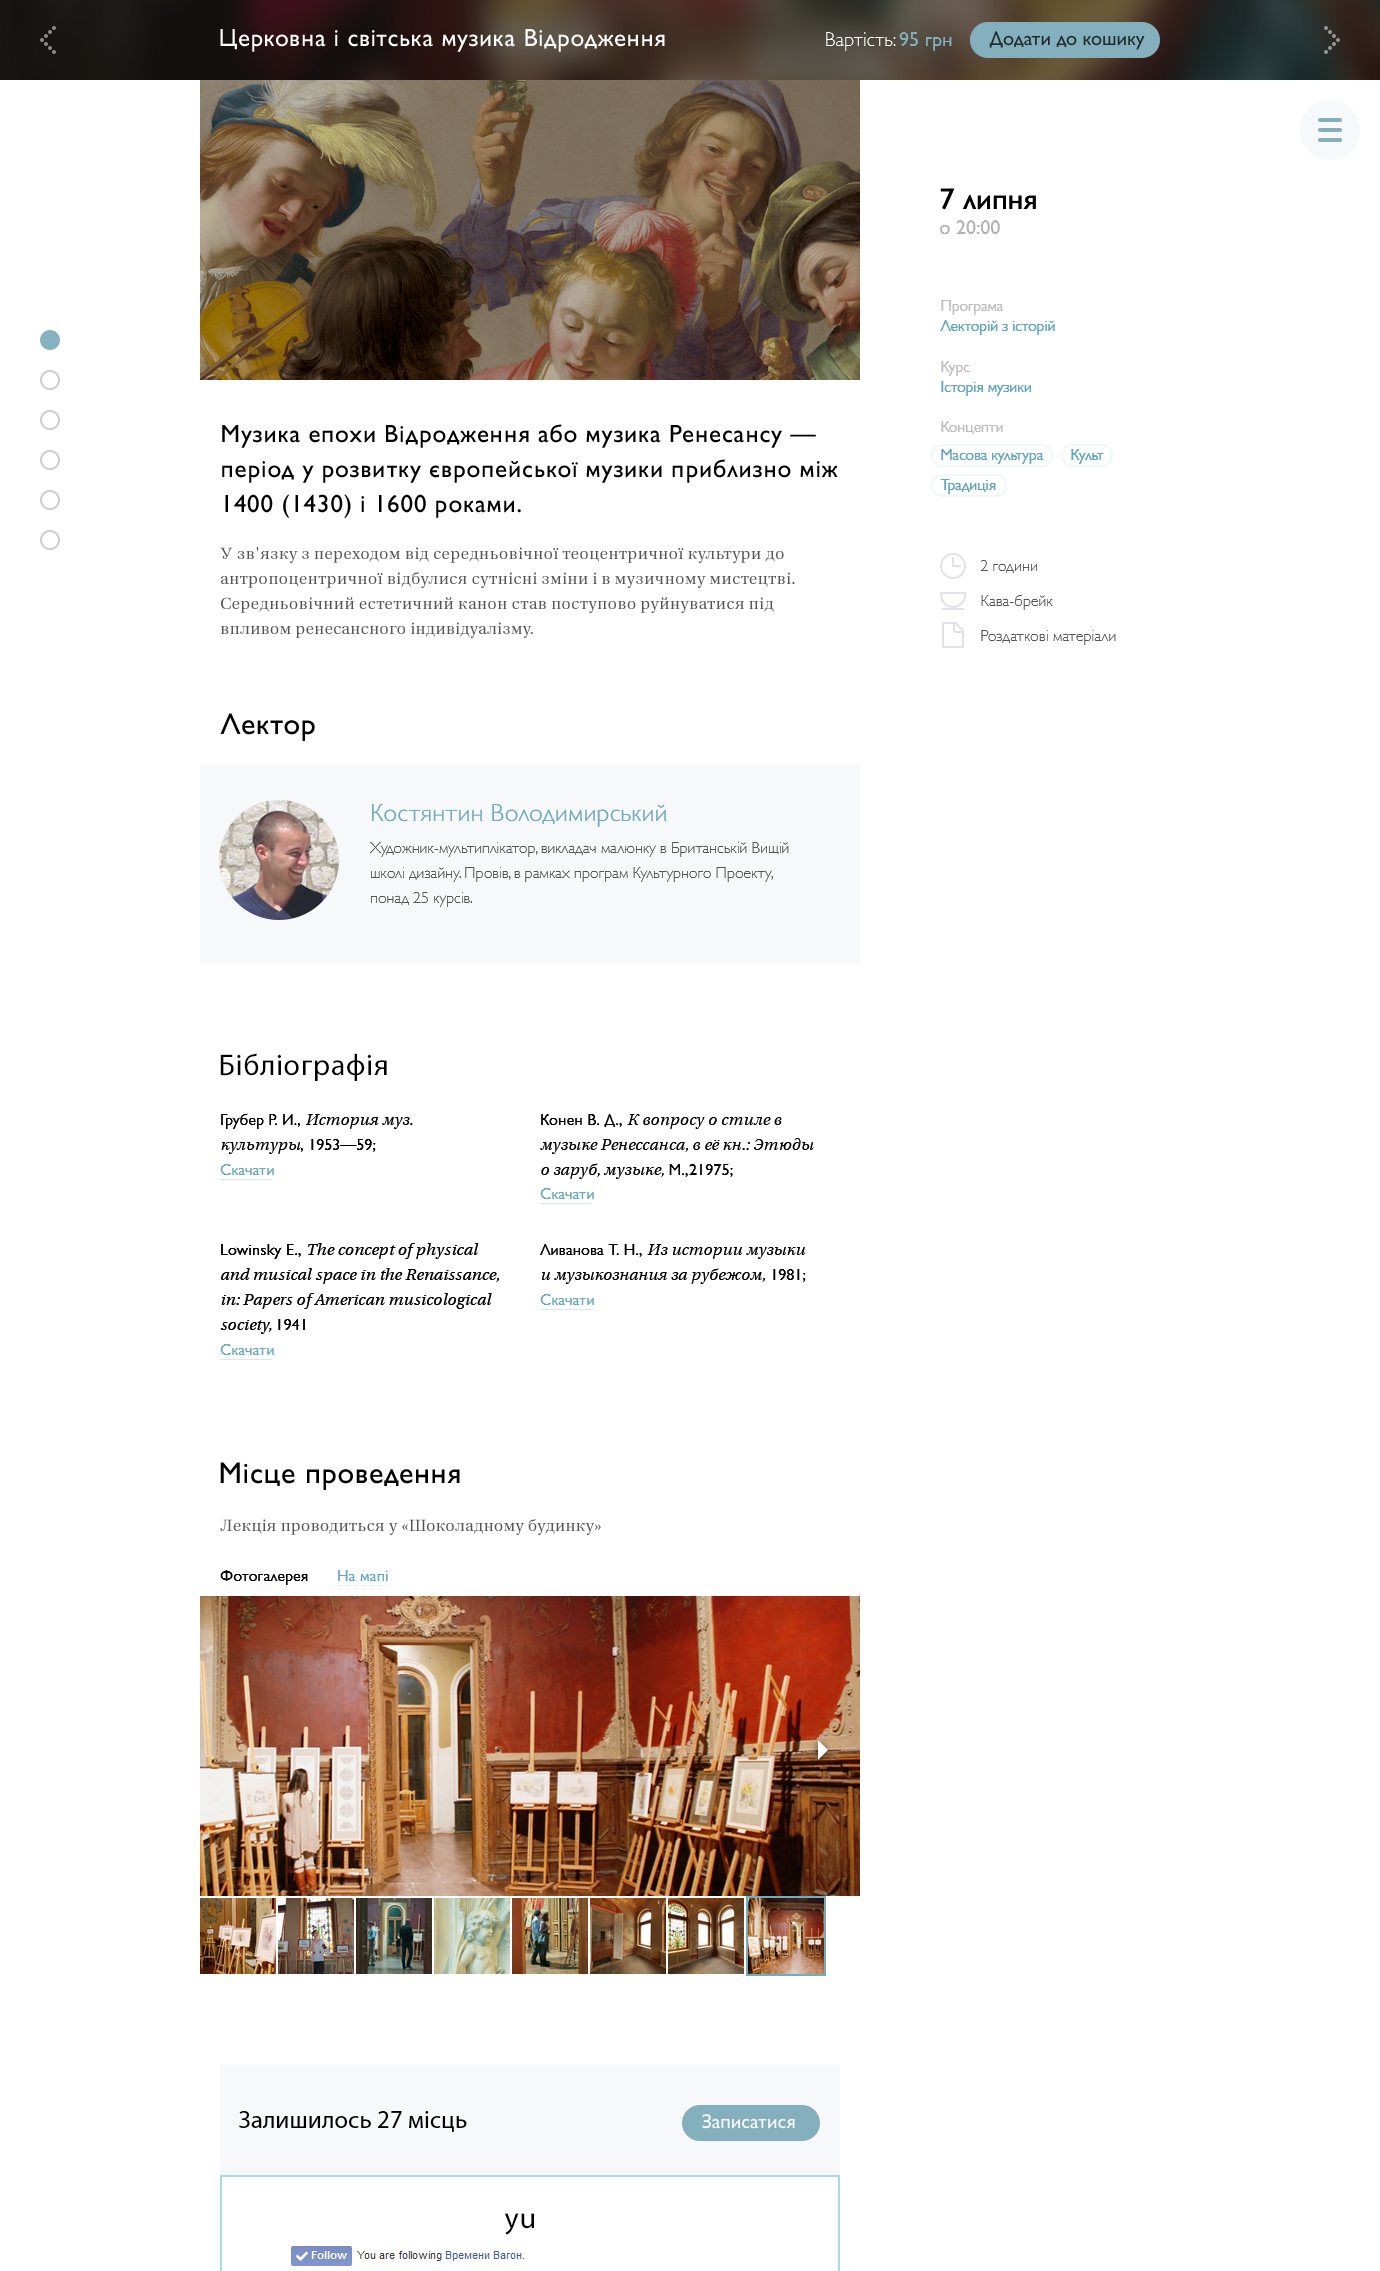 Церковна і світська музика Відродження
Вартість: 95 грн
Додати до кошику
7 липня
о 20:00
Програма
Лекторій з історій
Курс
Історія музики
Концепти
Масова культура
Культ
Традиція
2 години
Кава-брейк
Роздаткові матеріали
Музика епохи Відродження або музика Ренесансу —
період у розвитку європейської музики приблизно між
1400 (1430) і 1600 роками.
У зв'язку з переходом від середньовічної теоцентричної культури до
антропоцентричної відбулися сутнісні зміни і в музичному мистецтві.
Середньовічний естетичний канон став поступово руйнуватися під
впливом ренесансного індивідуалізму.
Лектор
Костянтин Володимирський
Художник-мультиплікатор, викладач малюнку в Британській Вищій
школі дизайну. Провів, в рамках програм Культурного Проекту,
понад 25 курсів.
Бібліографія
Грубер Р. И., История муз.
культуры, 1953—59;
Скачати
Конен В. Д., К вопросу о стиле в
музыке Ренессанса, в её кн.: Этюды
о заруб, музыке, М.,21975;
Скачати
Lowinsky E., The concept of physical
and musical space in the Renaissance,
in: Papers of American musicological
society, 1941
Скачати
Ливанова Т. Н., Из истории музыки
и музыкознания за рубежом, 1981;
Скачати
Місце проведення
Лекція проводиться у «Шоколадному будинку»
Фотогалерея
На мапі
Залишилось 27 місць
Записатися
yu
Follow
You are following Времени Вагон.